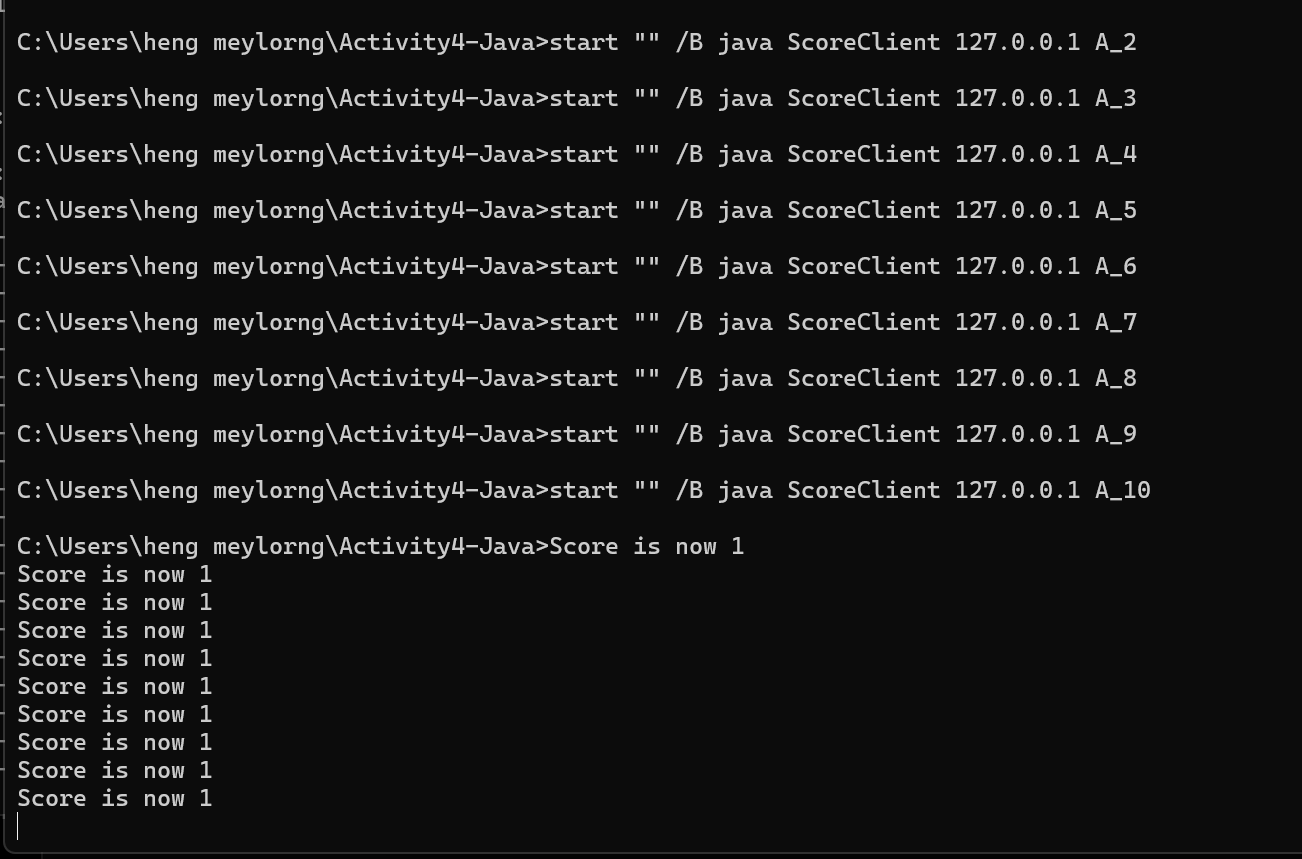 C:\Users\heng meylorng\Activity4-Java>start "" /B java ScoreClient 127.0.0.1 A_2
C:\Users\heng meylorng\Activity4-Java>start "" /B java ScoreClient 127.0.0.1 A_3
C:\Users\heng meylorng\Activity4-Java>start "" /B java ScoreClient 127.0.0.1 A_4
C:\Users\heng meylorng\Activity4-Java>start "" /B java ScoreClient 127.0.0.1 A_5
C:\Users\heng meylorng\Activity4-Java>start "" /B java ScoreClient 127.0.0.1 A_6
C:\Users\heng meylorng\Activity4-Java>start "" /B java ScoreClient 127.0.0.1 A_7
C:\Users\heng meylorng\Activity4-Java>start "" /B java ScoreClient 127.0.0.1 A_8
C:\Users\heng meylorng\Activity4-Java>start "" /B java ScoreClient 127.0.0.1 A_9
C:\Users\heng meylorng\Activity4-Java>start "" /B java ScoreClient 127.0.0.1 A_10
C:\Users\heng meylorng\Activity4-Java>Score is now 1
Score is now 1
Score is now 1
Score is now 1
Score is now 1
Score is now 1
Score is now 1
Score is now 1
Score is now 1
Score is now 1